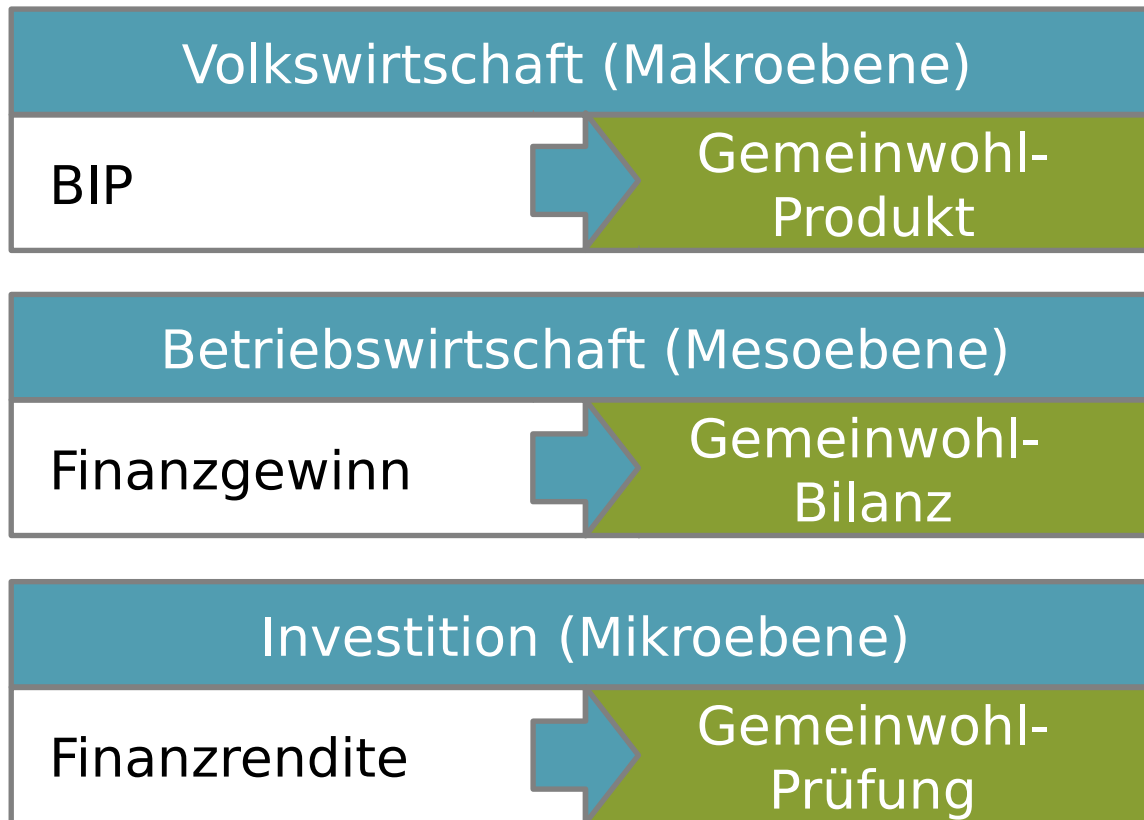 Volkswirtschaft (Makroebene)
BIP
Gemeinwohl-
Produkt
Betriebswirtschaft (Mesoebene)
Finanzgewinn
Gemeinwohl-
Bilanz
Investition (Mikroebene)
Finanzrendite
Gemeinwohl-
Prüfung